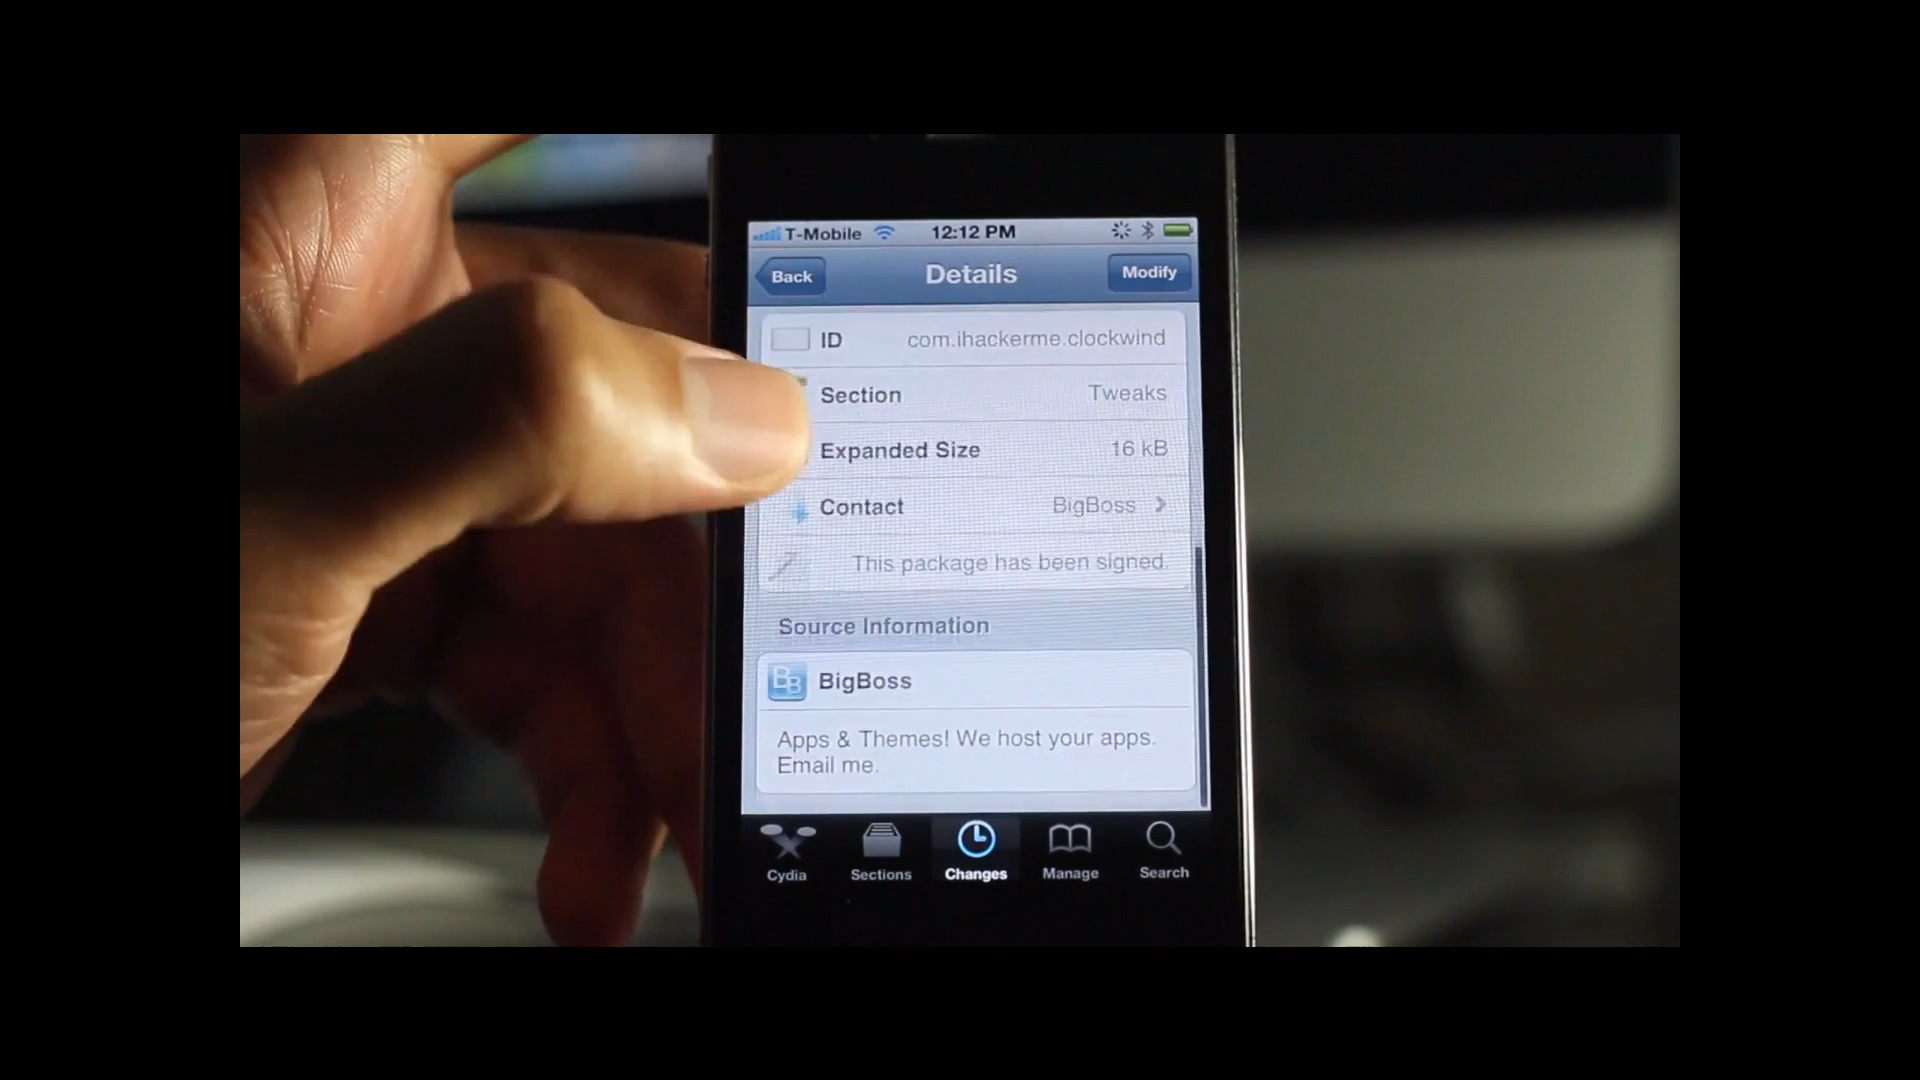 T-Mobile 12:12 PM
Back Details Modify
ID com.ihackerme.clockwind
Section Tweaks
Expanded Size 16 kB
Contact BigBoss
This package has been signed.
Source Information
BB BigBoss
Apps & Themes! We host your apps.
Email me.
Cydia Sections Changes Manage Search